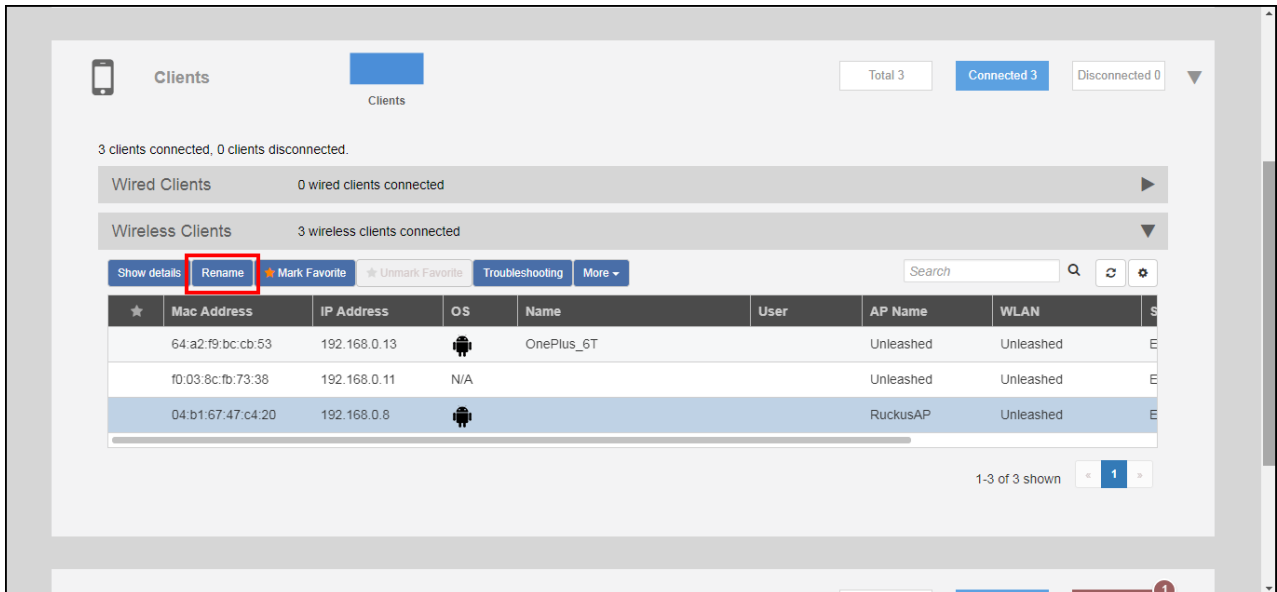 Clients
Clients
Total 3 Connected 3 Disconnected 0
3 clients connected, 0 clients disconnected.
Wired Clients 0 wired clients connected
Wireless Clients 3 wireless clients connected
Show details Rename Mark Favorite Unmark Favorite Troubleshooting More Search
Mac Address IP Address OS Name User AP Name WLAN S
64:a2:f9:bc:cb:53 192.168.0.13 OnePlus_6T Unleashed Unleashed E
f0:03:8c:fb:73:38 192.168.0.11 N/A Unleashed Unleashed E
04:b1:67:47:c4:20 192.168.0.8 RuckusAP Unleashed E
1-3 of 3 shown « 1 »
1